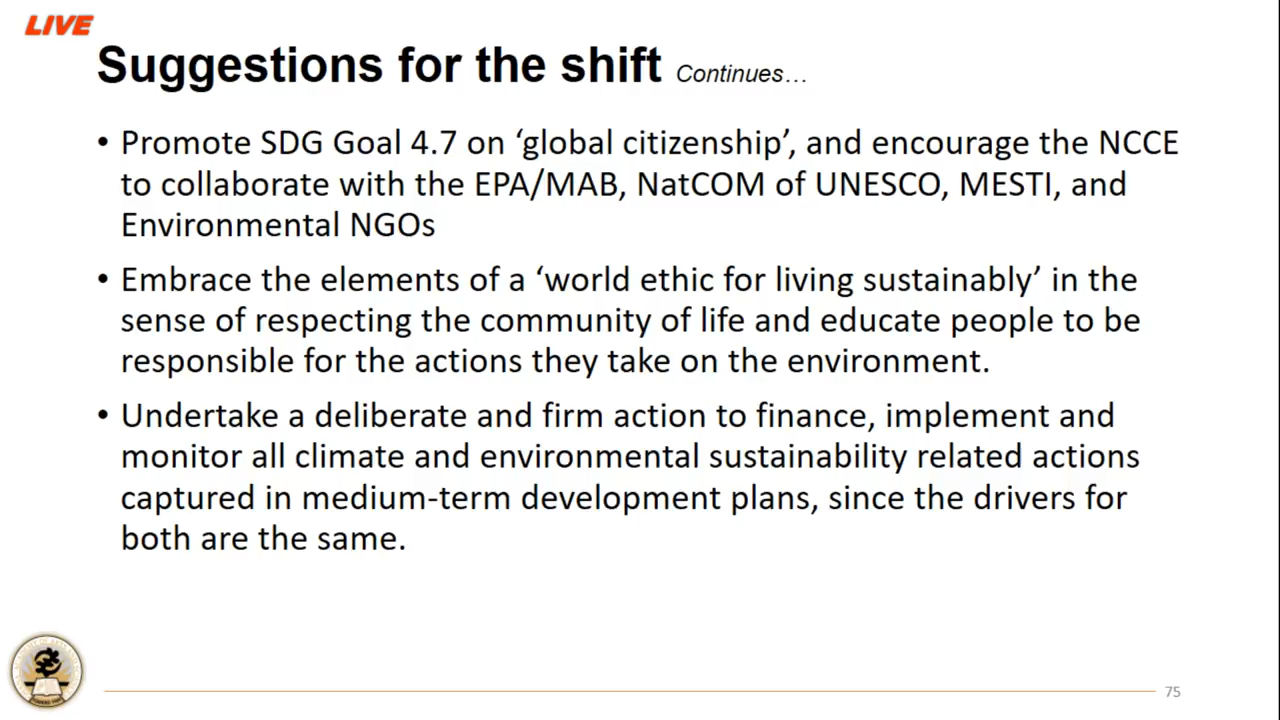 LIVE
Suggestions for the shift Continues...
• Promote SDG Goal 4.7 on ‘global citizenship’, and encourage the NCCE
to collaborate with the EPA/MAB, NatCOM of UNESCO, MESTI, and
Environmental NGOs
• Embrace the elements of a ‘world ethic for living sustainably’ in the
sense of respecting the community of life and educate people to be
responsible for the actions they take on the environment.
• Undertake a deliberate and firm action to finance, implement and
monitor all climate and environmental sustainability related actions
captured in medium-term development plans, since the drivers for
both are the same.
75